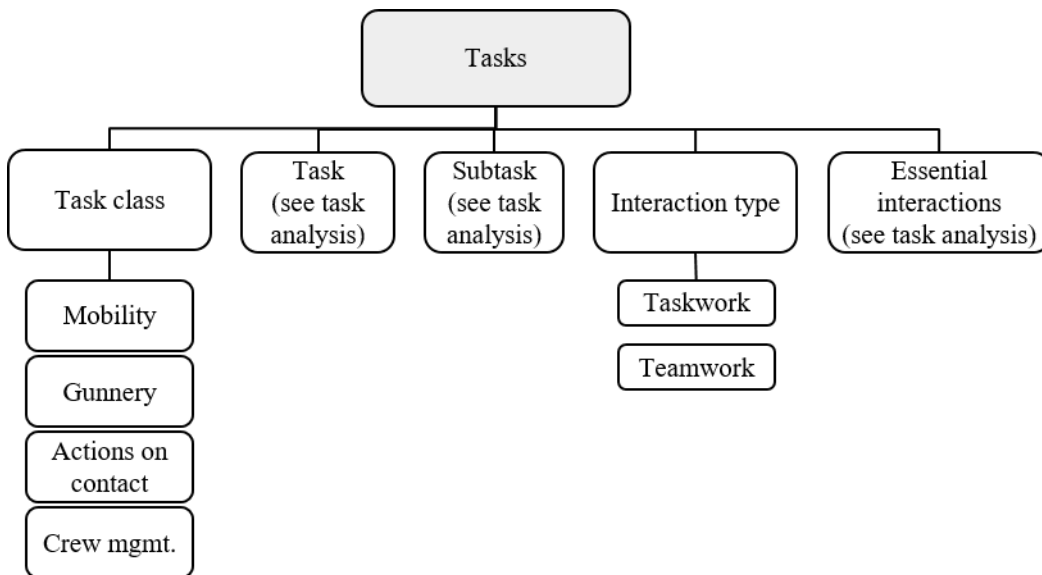 Tasks
Task class
Task
(see task
analysis)
Subtask
(see task
analysis)
Interaction type
Essential
interactions
(see task analysis)
Mobility
Gunnery
Actions on
contact
Crew mgmt.
Taskwork
Teamwork